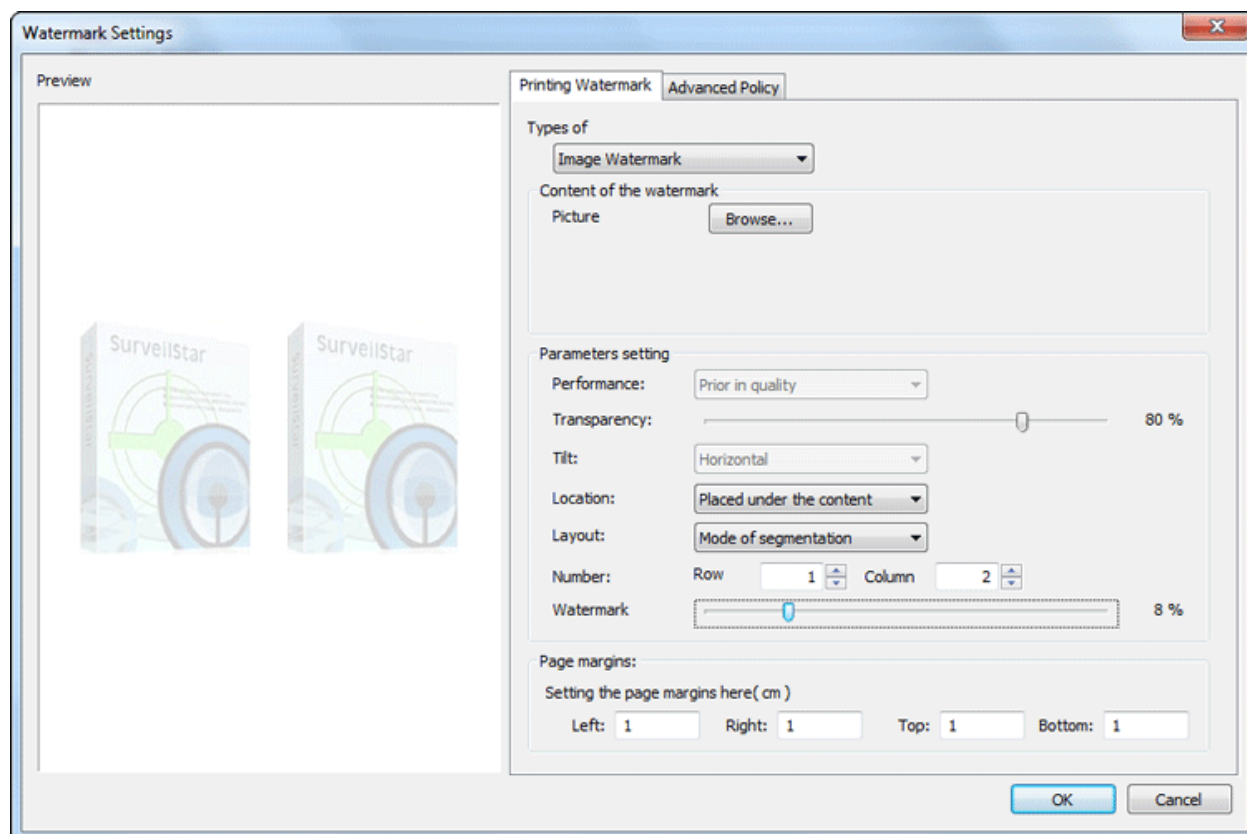 Watermark Settings
Preview
SurveilStar
SurveilStar
Printing Watermark
Advanced Policy
Types of
Image Watermark
Content of the watermark
Picture
Browse...
Parameters setting
Performance:
Prior in quality
Transparency:
80 %
Tilt:
Horizontal
Location:
Placed under the content
Layout:
Mode of segmentation
Number:
Row
1
Column
2
Watermark
8 %
Page margins:
Setting the page margins here( cm )
Left:
1
Right:
1
Top:
1
Bottom:
1
OK
Cancel